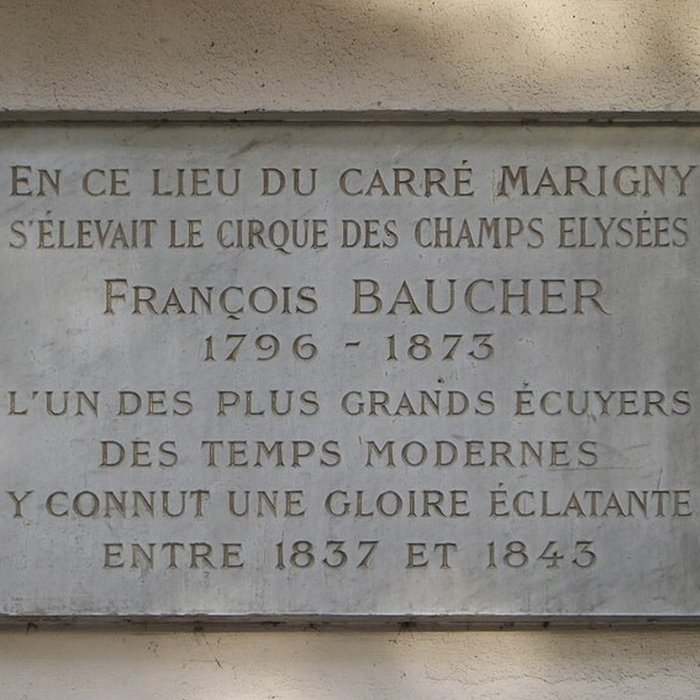 EN CE LIEU DU CARRÉ MARIGNY
S'ÉLEVAIT LE CIRQUE DES CHAMPS ELYSÉES
FRANÇOIS BAUCHER
1796 - 1873
L'UN DES PLUS GRANDS ÉCUYERS
DES TEMPS MODERNES
Y CONNUT UNE GLOIRE ÉCLATANTE
ENTRE 1837 ET 1843